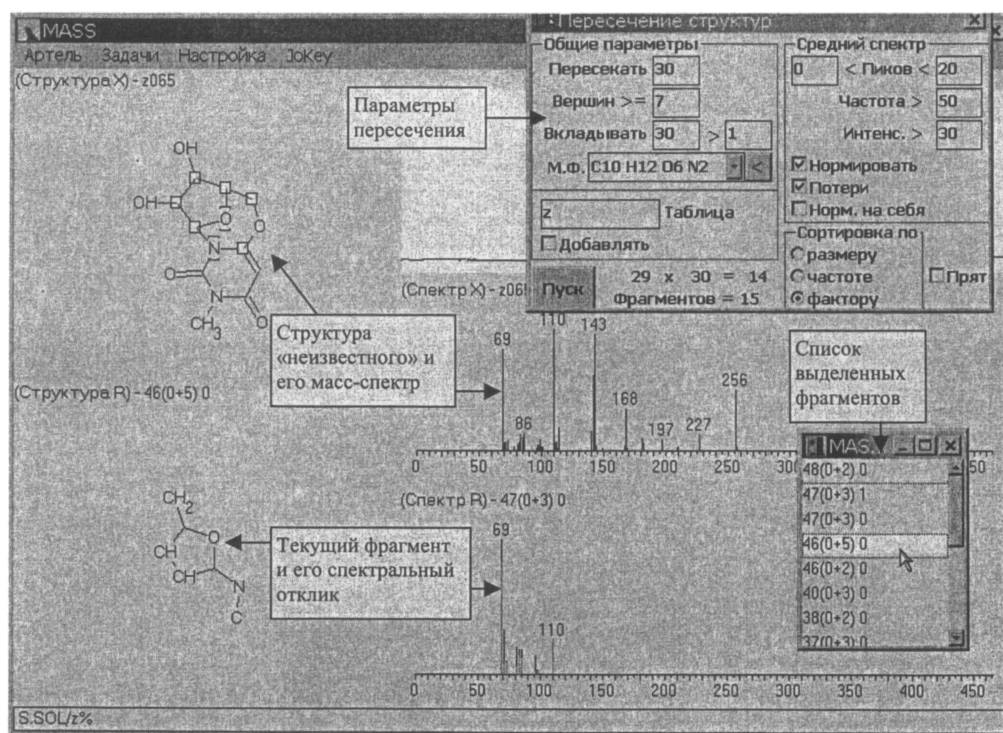 MASS
Артель Задачи Настройка JoKey
(Структура X) - z065
OH
OH
O
O
N
O
N
O
CH3
Параметры
пересечения
Пересечение структур
Общие параметры
Пересекать 30
Вершин >= 7
Вкладывать 30 > 1
М.Ф. C10 H12 O6 N2 <
z Таблица
Добавлять
Пуск
29 x 30 = 14
Фрагментов = 15
Средний спектр
0 < Пиков < 20
Частота > 50
Интенс. > 30
Нормировать
Потери
Норм. на себя
Сортировка по
размеру
частоте
фактору
Прят
(Спектр X) - z065
Структура
«неизвестного» и
его масс-спектр
69
86
110
143
168
197
227
256
0 50 100 150 200 250 300
Список
выделенных
фрагментов
MAS...
48(0+2) 0
47(0+3) 1
47(0+3) 0
46(0+5) 0
46(0+2) 0
40(0+3) 0
38(0+2) 0
37(0+3) 0
(Структура R) - 46(0+5) 0
CH2
O
CH
CH
N
C
Текущий фрагмент
и его спектральный
отклик
(Спектр R) - 47(0+3) 0
69
110
0 50 100 150 200 250 300 350 400 450
S.SOL/z%